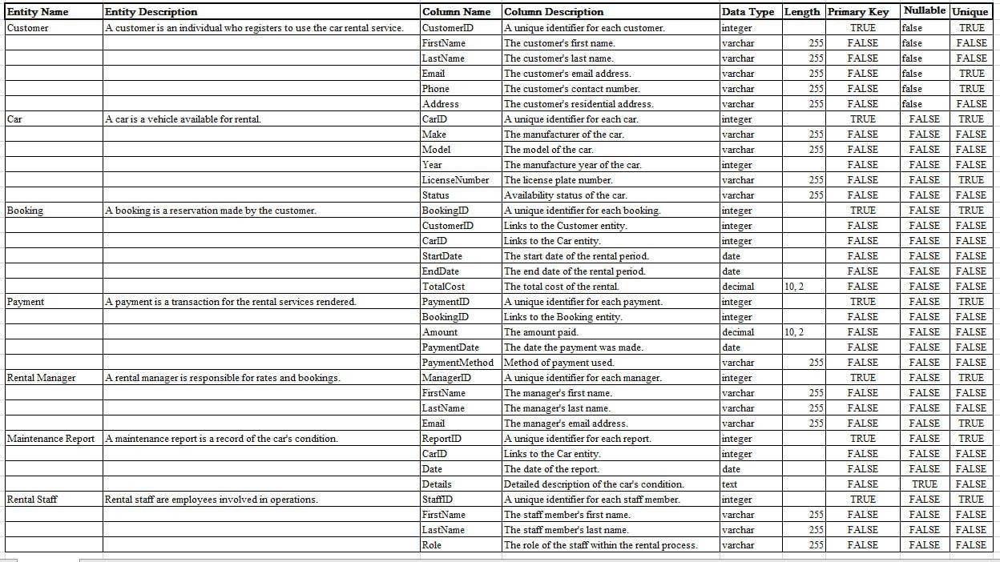 Entity Name Entity Description Column Name Column Description Data Type Length Primary Key Nullable Unique
Customer A customer is an individual who registers to use the car rental service. CustomerID A unique identifier for each customer. integer TRUE false TRUE
FirstName The customer's first name. varchar 255 FALSE false FALSE
LastName The customer's last name. varchar 255 FALSE false FALSE
Email The customer's email address. varchar 255 FALSE false TRUE
Phone The customer's contact number. varchar 255 FALSE false TRUE
Address The customer's residential address. varchar 255 FALSE false FALSE
Car A car is a vehicle available for rental. CarID A unique identifier for each car. integer TRUE FALSE TRUE
Make The manufacturer of the car. varchar 255 FALSE FALSE FALSE
Model The model of the car. varchar 255 FALSE FALSE FALSE
Year The manufacture year of the car. integer FALSE FALSE FALSE
LicenseNumber The license plate number. varchar 255 FALSE FALSE TRUE
Status Availability status of the car. varchar 255 FALSE FALSE FALSE
Booking A booking is a reservation made by the customer. BookingID A unique identifier for each booking. integer TRUE FALSE TRUE
CustomerID Links to the Customer entity. integer FALSE FALSE FALSE
CarID Links to the Car entity. integer FALSE FALSE FALSE
StartDate The start date of the rental period. date FALSE FALSE FALSE
EndDate The end date of the rental period. date FALSE FALSE FALSE
TotalCost The total cost of the rental. decimal 10, 2 FALSE FALSE FALSE
Payment A payment is a transaction for the rental services rendered. PaymentID A unique identifier for each payment. integer TRUE FALSE TRUE
BookingID Links to the Booking entity. integer FALSE FALSE FALSE
Amount The amount paid. decimal 10, 2 FALSE FALSE FALSE
PaymentDate The date the payment was made. date FALSE FALSE FALSE
PaymentMethod Method of payment used. varchar 255 FALSE FALSE FALSE
Rental Manager A rental manager is responsible for rates and bookings. ManagerID A unique identifier for each manager. integer TRUE FALSE TRUE
FirstName The manager's first name. varchar 255 FALSE FALSE FALSE
LastName The manager's last name. varchar 255 FALSE FALSE FALSE
Email The manager's email address. varchar 255 FALSE FALSE TRUE
Maintenance Report A maintenance report is a record of the car's condition. ReportID A unique identifier for each report. integer TRUE FALSE TRUE
CarID Links to the Car entity. integer FALSE FALSE FALSE
Date The date of the report. date FALSE FALSE FALSE
Details Detailed description of the car's condition. text FALSE TRUE FALSE
Rental Staff Rental staff are employees involved in operations. StaffID A unique identifier for each staff member. integer TRUE FALSE TRUE
FirstName The staff member's first name. varchar 255 FALSE FALSE FALSE
LastName The staff member's last name. varchar 255 FALSE FALSE FALSE
Role The role of the staff within the rental process. varchar 255 FALSE FALSE FALSE